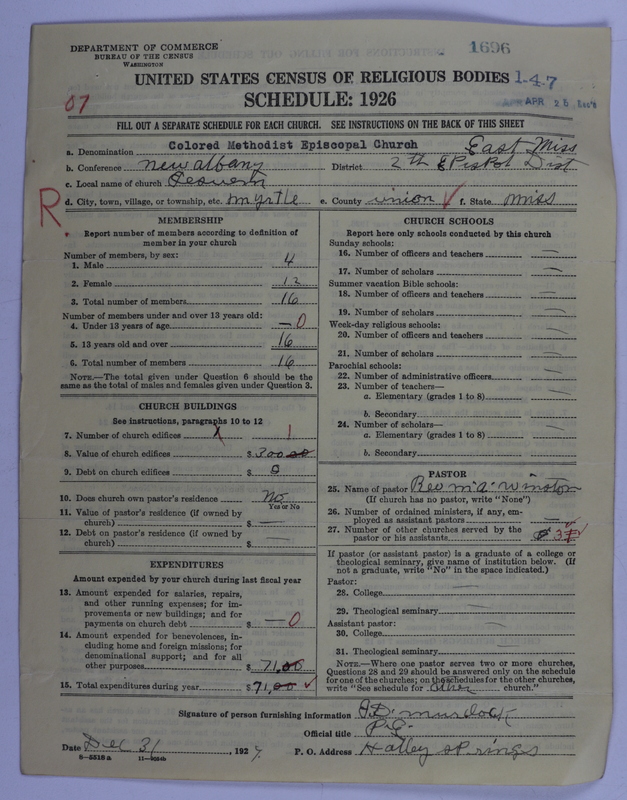 DEPARTMENT OF COMMERCE
BUREAU OF THE CENSUS
WASHINGTON
1696
UNITED STATES CENSUS OF RELIGIOUS BODIES 1-4-7
SCHEDULE: 1926
07
APR 26
FILL OUT A SEPARATE SCHEDULE FOR EACH CHURCH. SEE INSTRUCTIONS ON THE BACK OF THIS SHEET
a. Denomination Colored Methodist Episcopal Church East Miss
b. Conference New Albany District 2th Episkol Dist
c. Local name of church
R
d. City, town, village, or township, etc. Myrtle e. County Union f. State Miss
MEMBERSHIP
Report number of members according to definition of
member in your church
Number of members, by sex:
1. Male 4
2. Female 12
3. Total number of members 16
Number of members under and over 13 years old:
4. Under 13 years of age — 0
5. 13 years old and over 16
6. Total number of members 16
NOTE.—The total given under Question 6 should be the
same as the total of males and females given under Question 3.
CHURCH BUILDINGS
See instructions, paragraphs 10 to 12
7. Number of church edifices X 1
8. Value of church edifices $ 300.00
9. Debt on church edifices $ 0
10. Does church own pastor's residence No
Yes or No
11. Value of pastor's residence (if owned by
church) $ —
12. Debt on pastor's residence (if owned by
church) $ —
EXPENDITURES
Amount expended by your church during last fiscal year
13. Amount expended for salaries, repairs,
and other running expenses; for im-
provements or new buildings; and for
payments on church debt $ — 0
14. Amount expended for benevolences, in-
cluding home and foreign missions; for
denominational support; and for all
other purposes $ 71.00
15. Total expenditures during year $ 71.00
CHURCH SCHOOLS
Report here only schools conducted by this church
Sunday schools:
16. Number of officers and teachers —
17. Number of scholars —
Summer vacation Bible schools:
18. Number of officers and teachers —
19. Number of scholars —
Week-day religious schools:
20. Number of officers and teachers —
21. Number of scholars —
Parochial schools:
22. Number of administrative officers —
23. Number of teachers—
a. Elementary (grades 1 to 8) —
b. Secondary —
24. Number of scholars—
a. Elementary (grades 1 to 8) —
b. Secondary —
PASTOR
25. Name of pastor Rev M. A. Winston
(If church has no pastor, write "None")
26. Number of ordained ministers, if any, em-
ployed as assistant pastors —
27. Number of other churches served by the
pastor or his assistants 3
If pastor (or assistant pastor) is a graduate of a college or
theological seminary, give name of institution below. (If
not a graduate, write "No" in the space indicated.)
Pastor:
28. College —
29. Theological seminary —
Assistant pastor:
30. College —
31. Theological seminary —
NOTE.—Where one pastor serves two or more churches,
Questions 28 and 29 should be answered only on the schedule
for one of the churches; on the schedules for the other churches,
write "See schedule for other church."
Signature of person furnishing information J. D. Murdock
Official title P. E.
Date Dec 31, 1927. P. O. Address Hatley Springs
8-5518 a 11-9554b